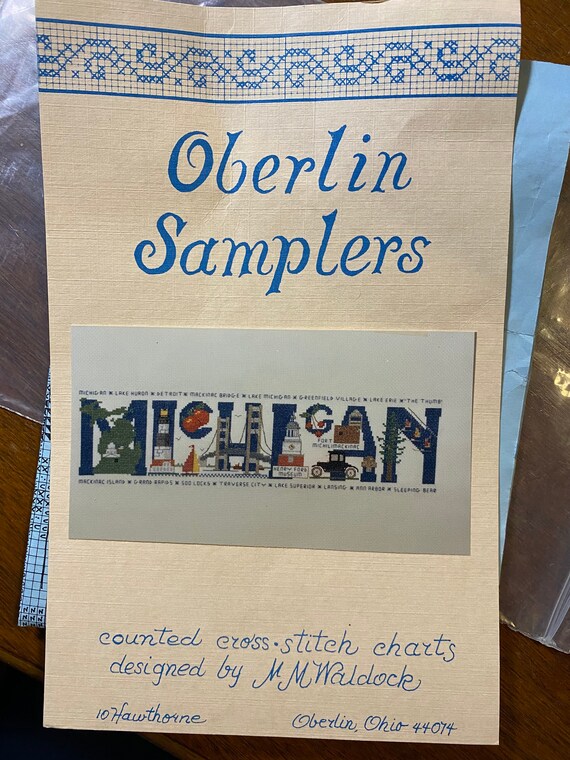 Oberlin
Samplers
MICHIGAN ✖ LAKE HURON ✖ DETROIT ✖ MACKINAC BRIDGE ✖ LAKE MICHIGAN ✖ GREENFIELD VILLAGE ✖ LAKE ERIE ✖ "THE THUMB"
MICHIGAN
FORT
MICHILIMACKINAC
HENRY FORD
MUSEUM
MACKINAC ISLAND ✖ GRAND RAPIDS ✖ SOO LOCKS ✖ TRAVERSE CITY ✖ LAKE SUPERIOR ✖ LANSING ✖ ANN ARBOR ✖ SLEEPING BEAR
counted cross-stitch charts
designed by M M Waldock
10 Hawthorne
Oberlin, Ohio 44074